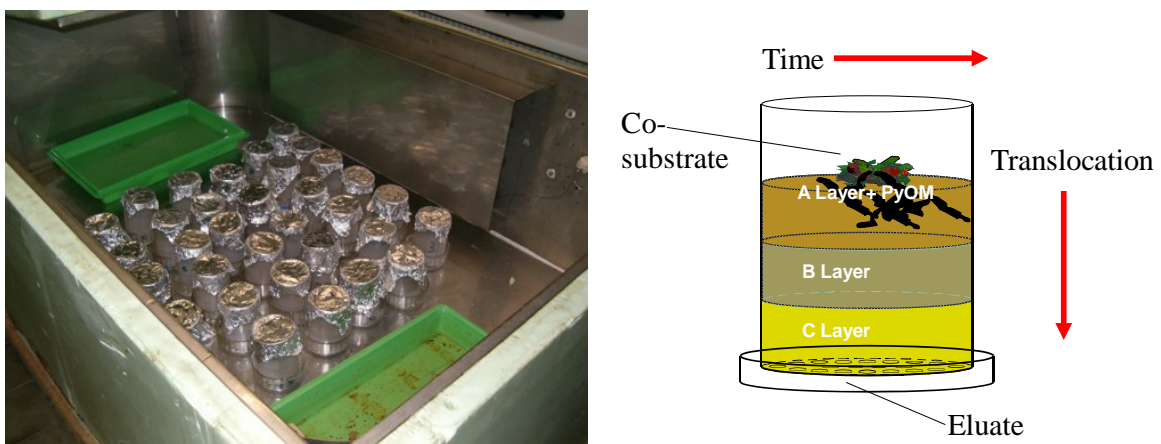 Time
Co-
substrate
Translocation
A Layer+ PyOM
B Layer
C Layer
Eluate